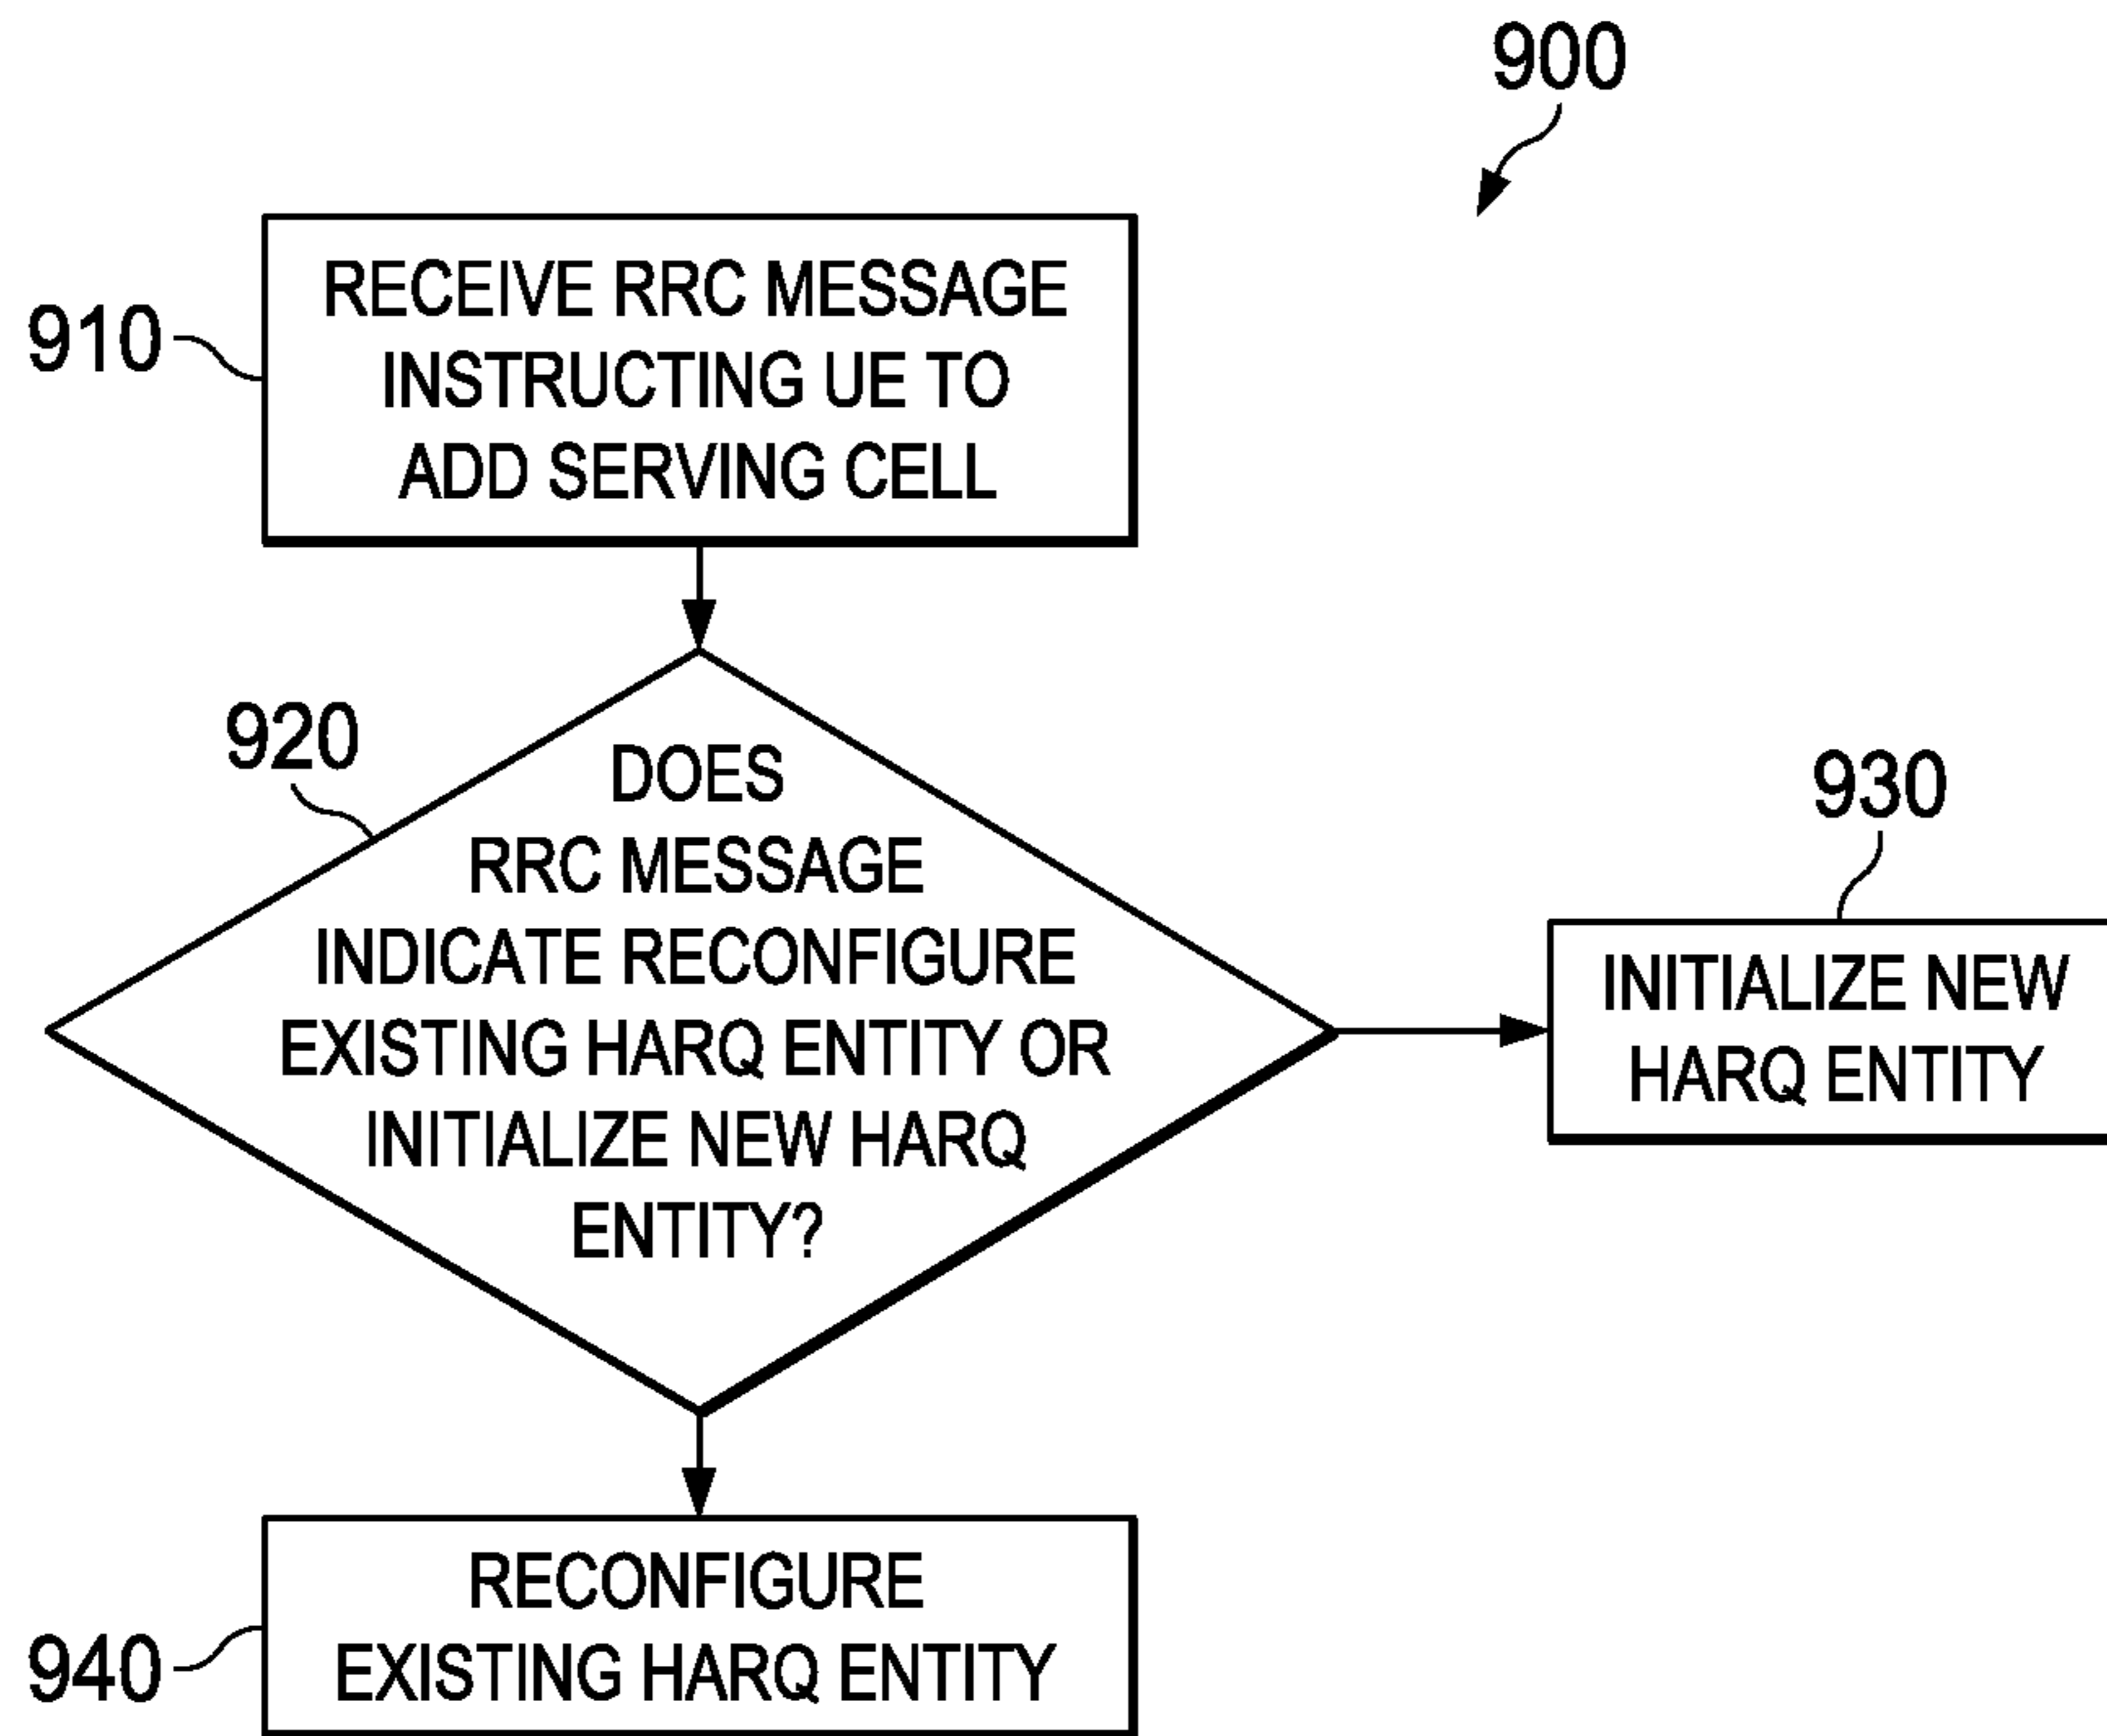 900
910
RECEIVE RRC MESSAGE
INSTRUCTING UE TO
ADD SERVING CELL
920
DOES
RRC MESSAGE
INDICATE RECONFIGURE
EXISTING HARQ ENTITY OR
INITIALIZE NEW HARQ
ENTITY?
930
INITIALIZE NEW
HARQ ENTITY
940
RECONFIGURE
EXISTING HARQ ENTITY